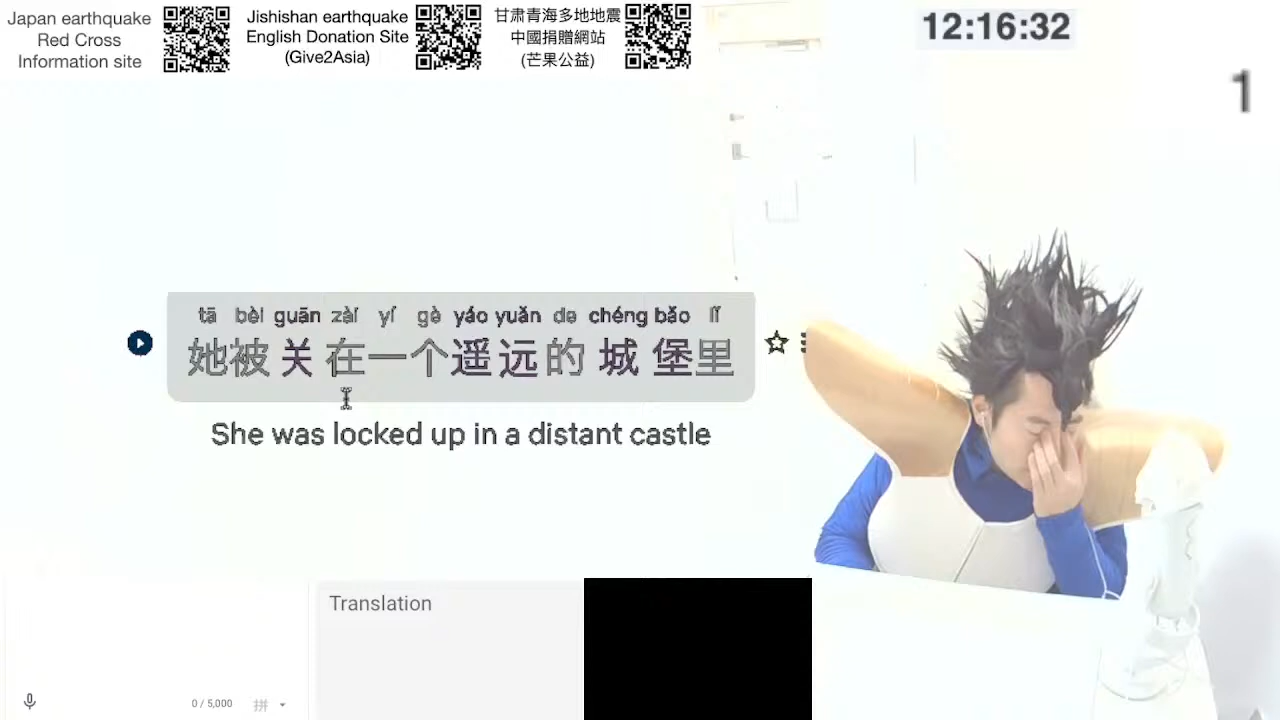 Japan earthquake
Red Cross
Information site
Jishishan earthquake
English Donation Site
(Give2Asia)
甘肅青海多地地震
中國捐贈網站
(芒果公益)
12:16:32
1
tā bèi guān zài yí gè yáo yuǎn de chéng bǎo lǐ
她被关在一个遥远的城堡里
She was locked up in a distant castle
Translation
0 / 5,000
拼